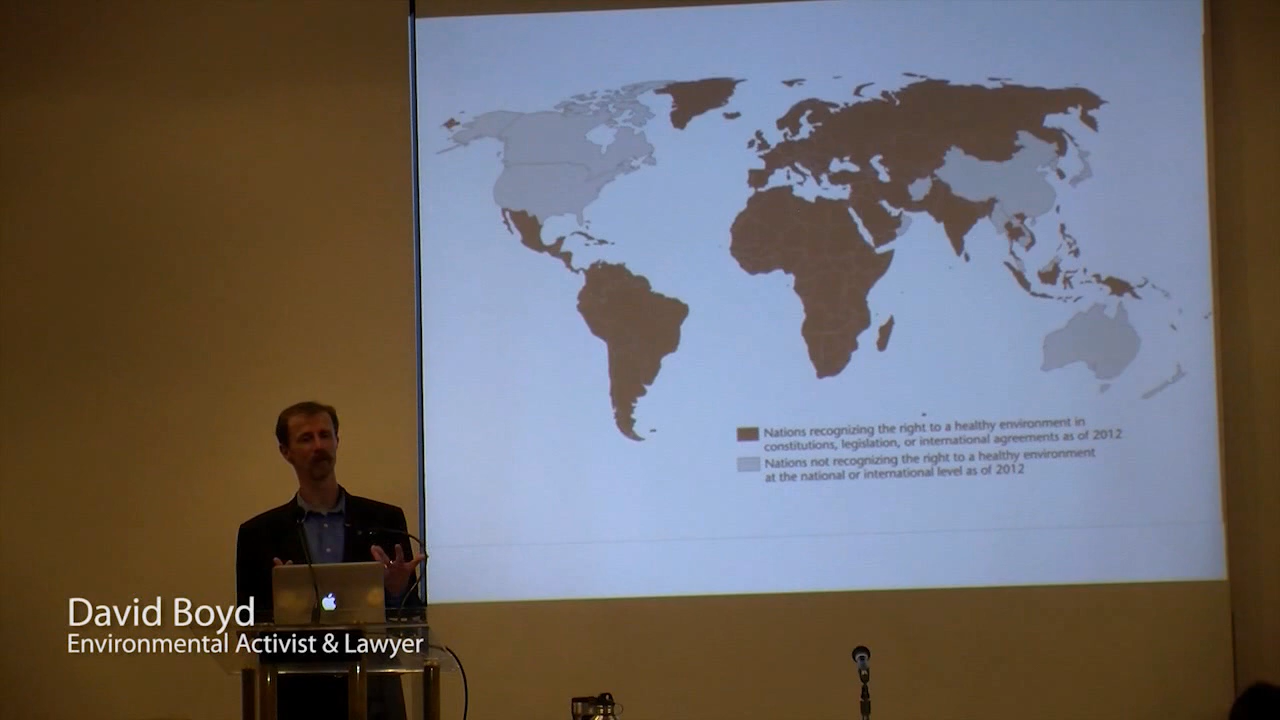 Nations recognizing the right to a healthy environment in
constitutions, legislation, or international agreements as of 2012
Nations not recognizing the right to a healthy environment
at the national or international level as of 2012
David Boyd
Environmental Activist & Lawyer